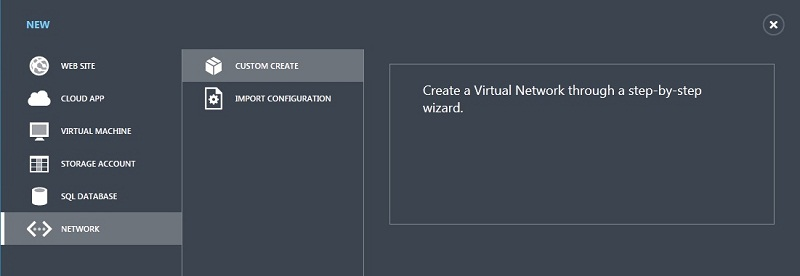 NEW
WEB SITE
CLOUD APP
VIRTUAL MACHINE
STORAGE ACCOUNT
SQL DATABASE
NETWORK
CUSTOM CREATE
IMPORT CONFIGURATION
Create a Virtual Network through a step-by-step
wizard.